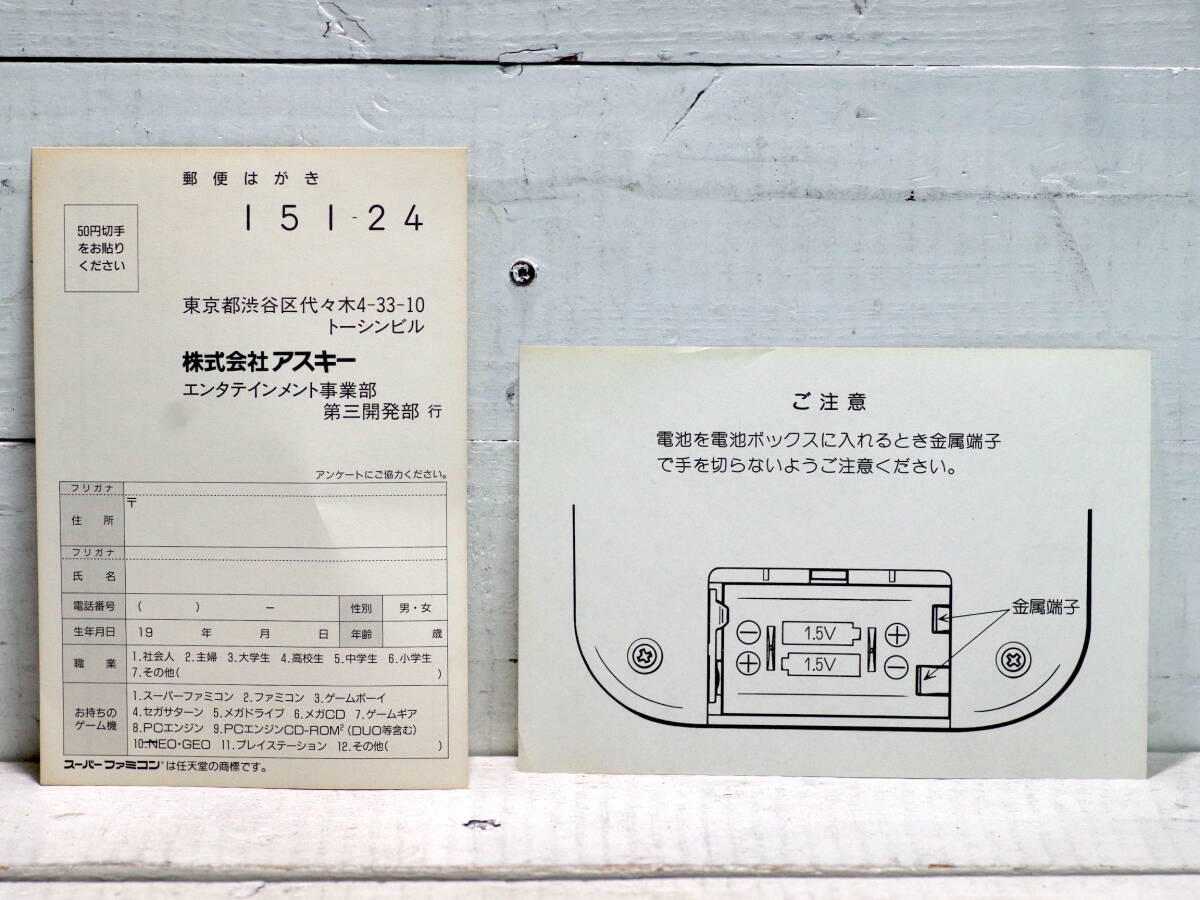 郵便はがき
151-24
50円切手
をお貼り
ください
東京都渋谷区代々木4-33-10
トーシンビル
株式会社アスキー
エンタテインメント事業部
第三開発部 行
アンケートにご協力ください。
フリガナ
住 所 〒
フリガナ
氏 名
電話番号 ( ) － 性別 男・女
生年月日 19 年 月 日 年齢 歳
職 業 1.社会人 2.主婦 3.大学生 4.高校生 5.中学生 6.小学生
7.その他( )
お持ちの
ゲーム機
1.スーパーファミコン 2.ファミコン 3.ゲームボーイ
4.セガサターン 5.メガドライブ 6.メガCD 7.ゲームギア
8.PCエンジン 9.PCエンジンCD-ROM² (DUO等含む)
10.NEO・GEO 11.プレイステーション 12.その他( )
スーパーファミコン®は任天堂の商標です。
ご注意
電池を電池ボックスに入れるとき金属端子
で手を切らないようご注意ください。
金属端子
⊖ 1.5V ⊕
⊕ 1.5V ⊖